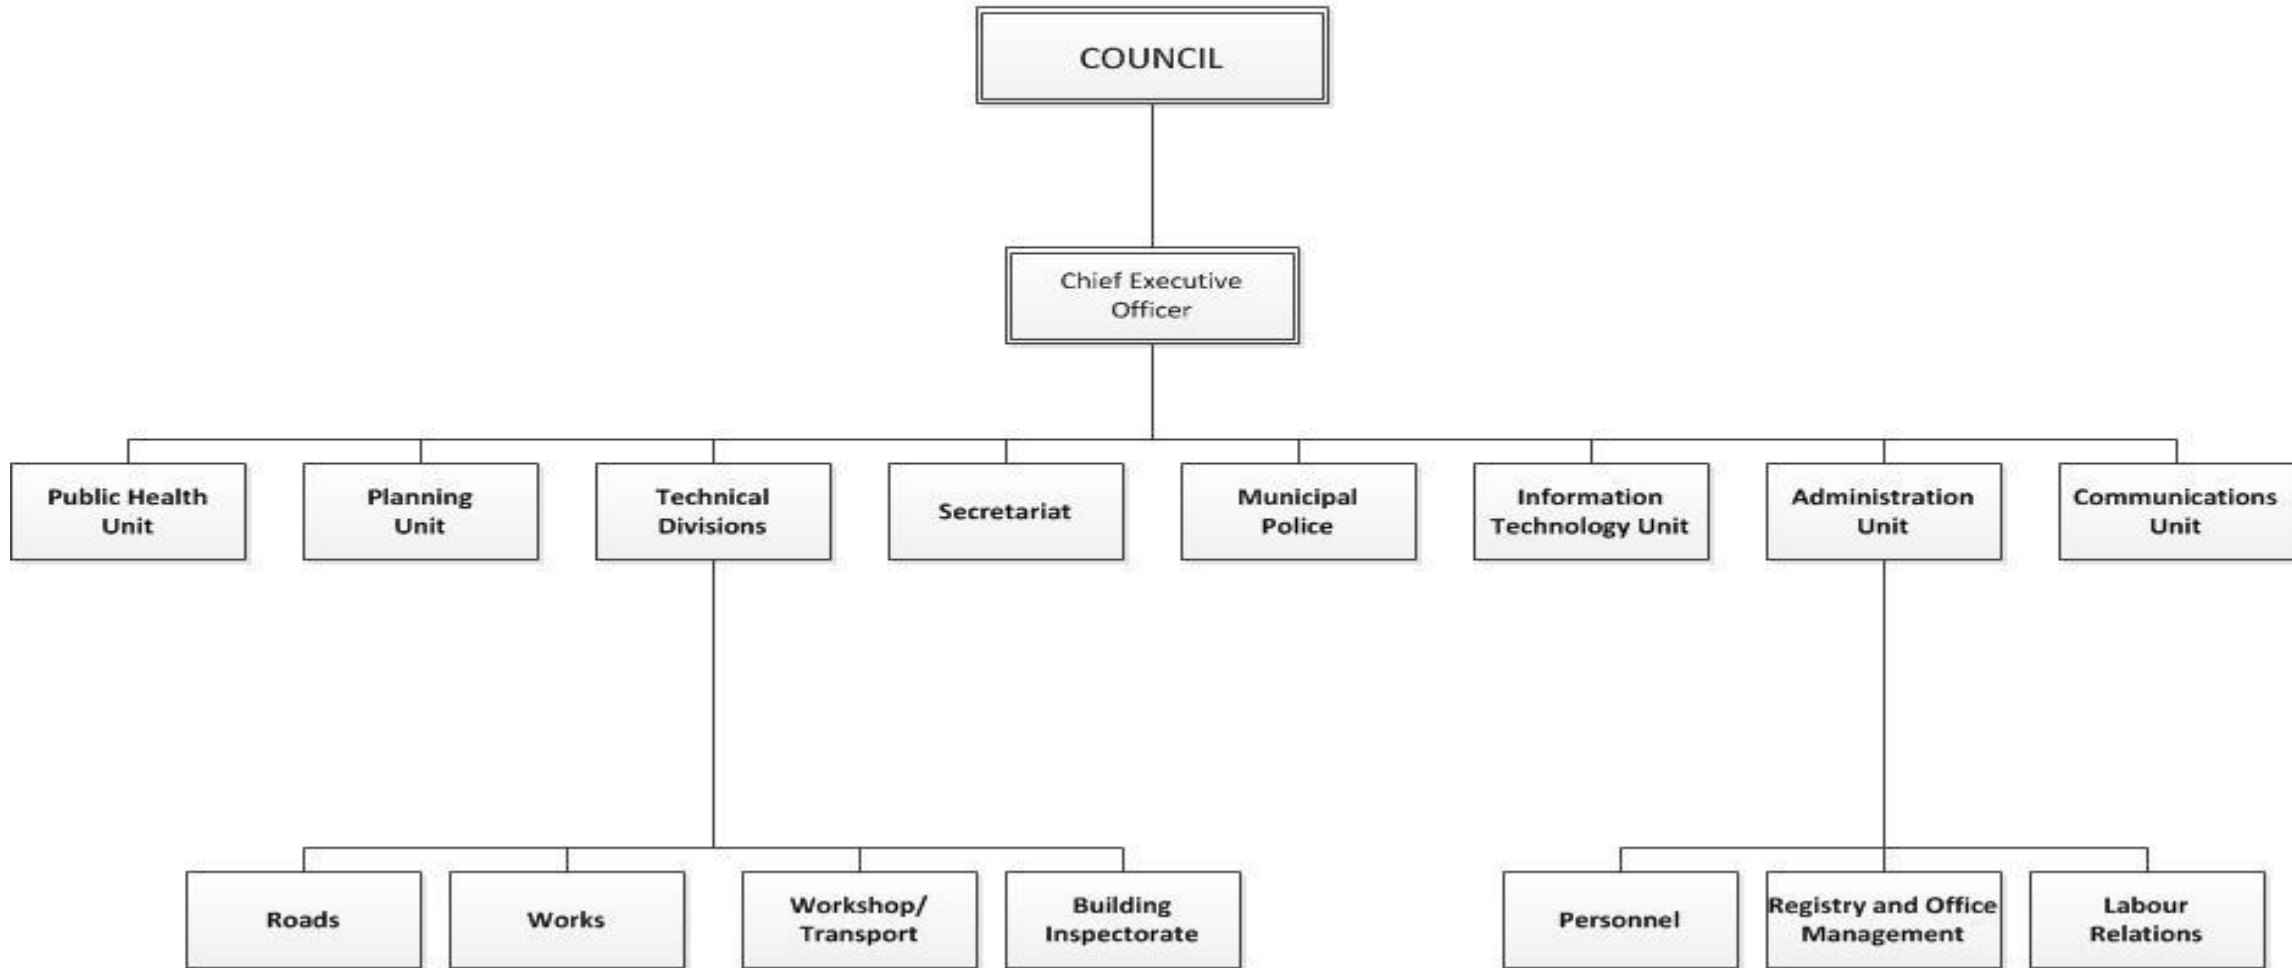 COUNCIL
Chief Executive
Officer
Public Health
Unit
Planning
Unit
Technical
Divisions
Secretariat
Municipal
Police
Information
Technology Unit
Administration
Unit
Communications
Unit
Roads
Works
Workshop/
Transport
Building
Inspectorate
Personnel
Registry and Office
Management
Labour
Relations